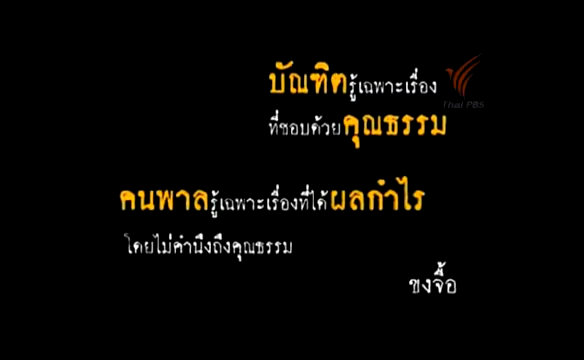 บัณฑิตรู้เฉพาะเรื่อง
Thai PBS
ที่ชอบด้วยคุณธรรม
คนพาลรู้เฉพาะเรื่องที่ได้ผลกำไร
โดยไม่คำนึงถึงคุณธรรม
ขงจื้อ